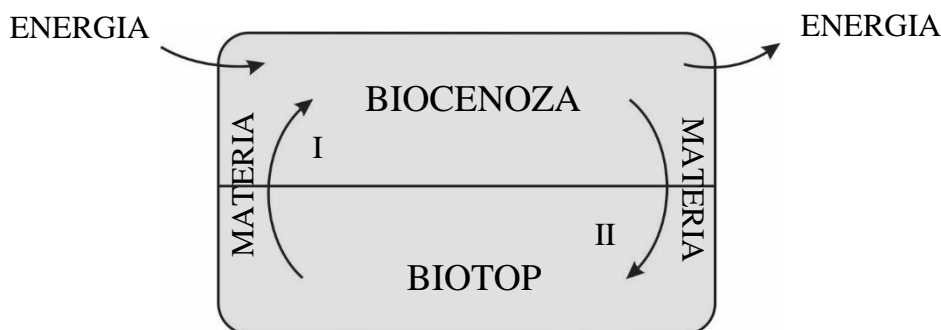 ENERGIA
ENERGIA
BIOCENOZA
MATERIA
I
MATERIA
II
BIOTOP